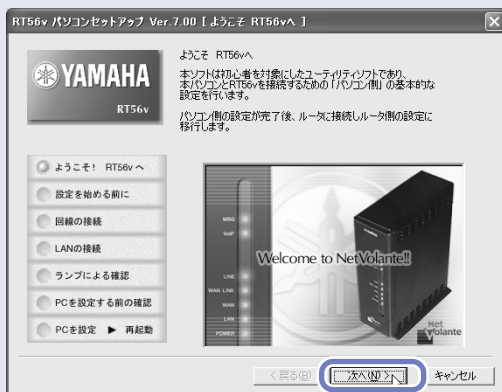 RT56v パソコンセットアップ Ver.7.00 [ ようこそ RT56vへ ]
YAMAHA
RT56v
ようこそ RT56vへ
本ソフトは初心者を対象にしたユーティリティソフトであり、
本パソコンとRT56vを接続するための「パソコン側」の基本的な
設定を行います。
パソコン側の設定が完了後、ルータに接続しルータ側の設定に
移行します。
ようこそ! RT56v へ
設定を始める前に
回線の接続
LANの接続
ランプによる確認
PCを設定する前の確認
PCを設定 ▶ 再起動
MSG
VoIP
LINE
WAN LINK
WAN
LAN
POWER
Welcome to NetVolante!!
Net
Volante
< 戻る(B)
次へ(N) >
キャンセル